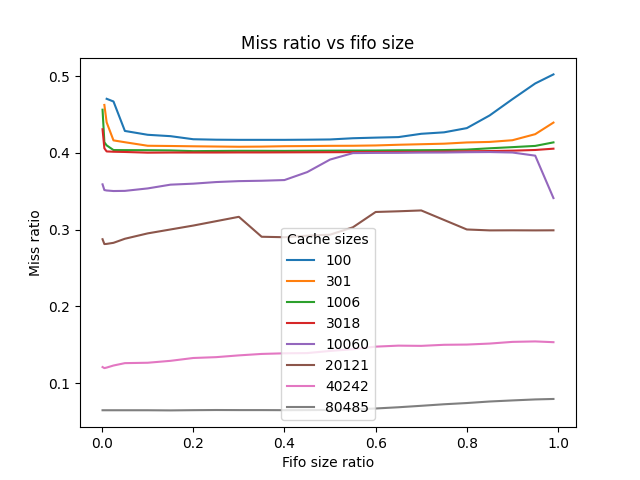 Miss ratio vs fifo size
Miss ratio
0.5
0.4
0.3
0.2
0.1
Cache sizes
100
301
1006
3018
10060
20121
40242
80485
0.0 0.2 0.4 0.6 0.8 1.0
Fifo size ratio